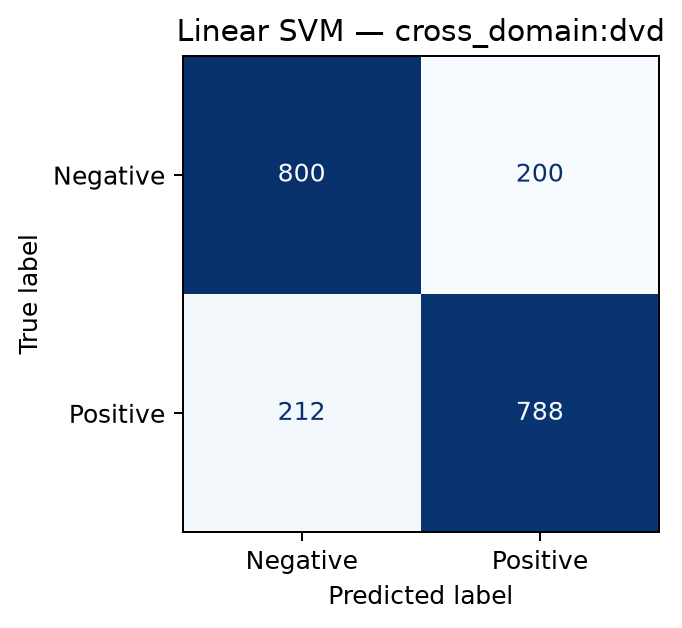 Linear SVM — cross_domain:dvd
True label
Negative
800
200
Positive
212
788
Negative
Positive
Predicted label